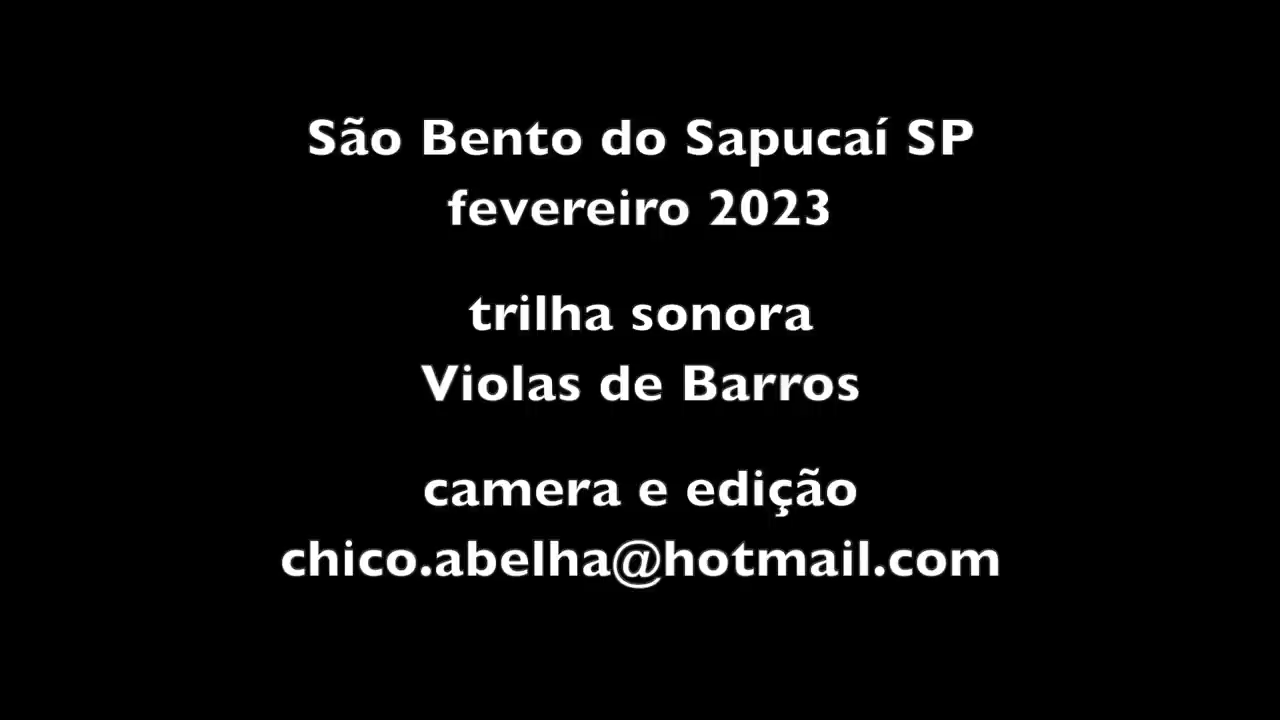 São Bento do Sapucaí SP
fevereiro 2023
trilha sonora
Violas de Barros
camera e edição
chico.abelha@hotmail.com